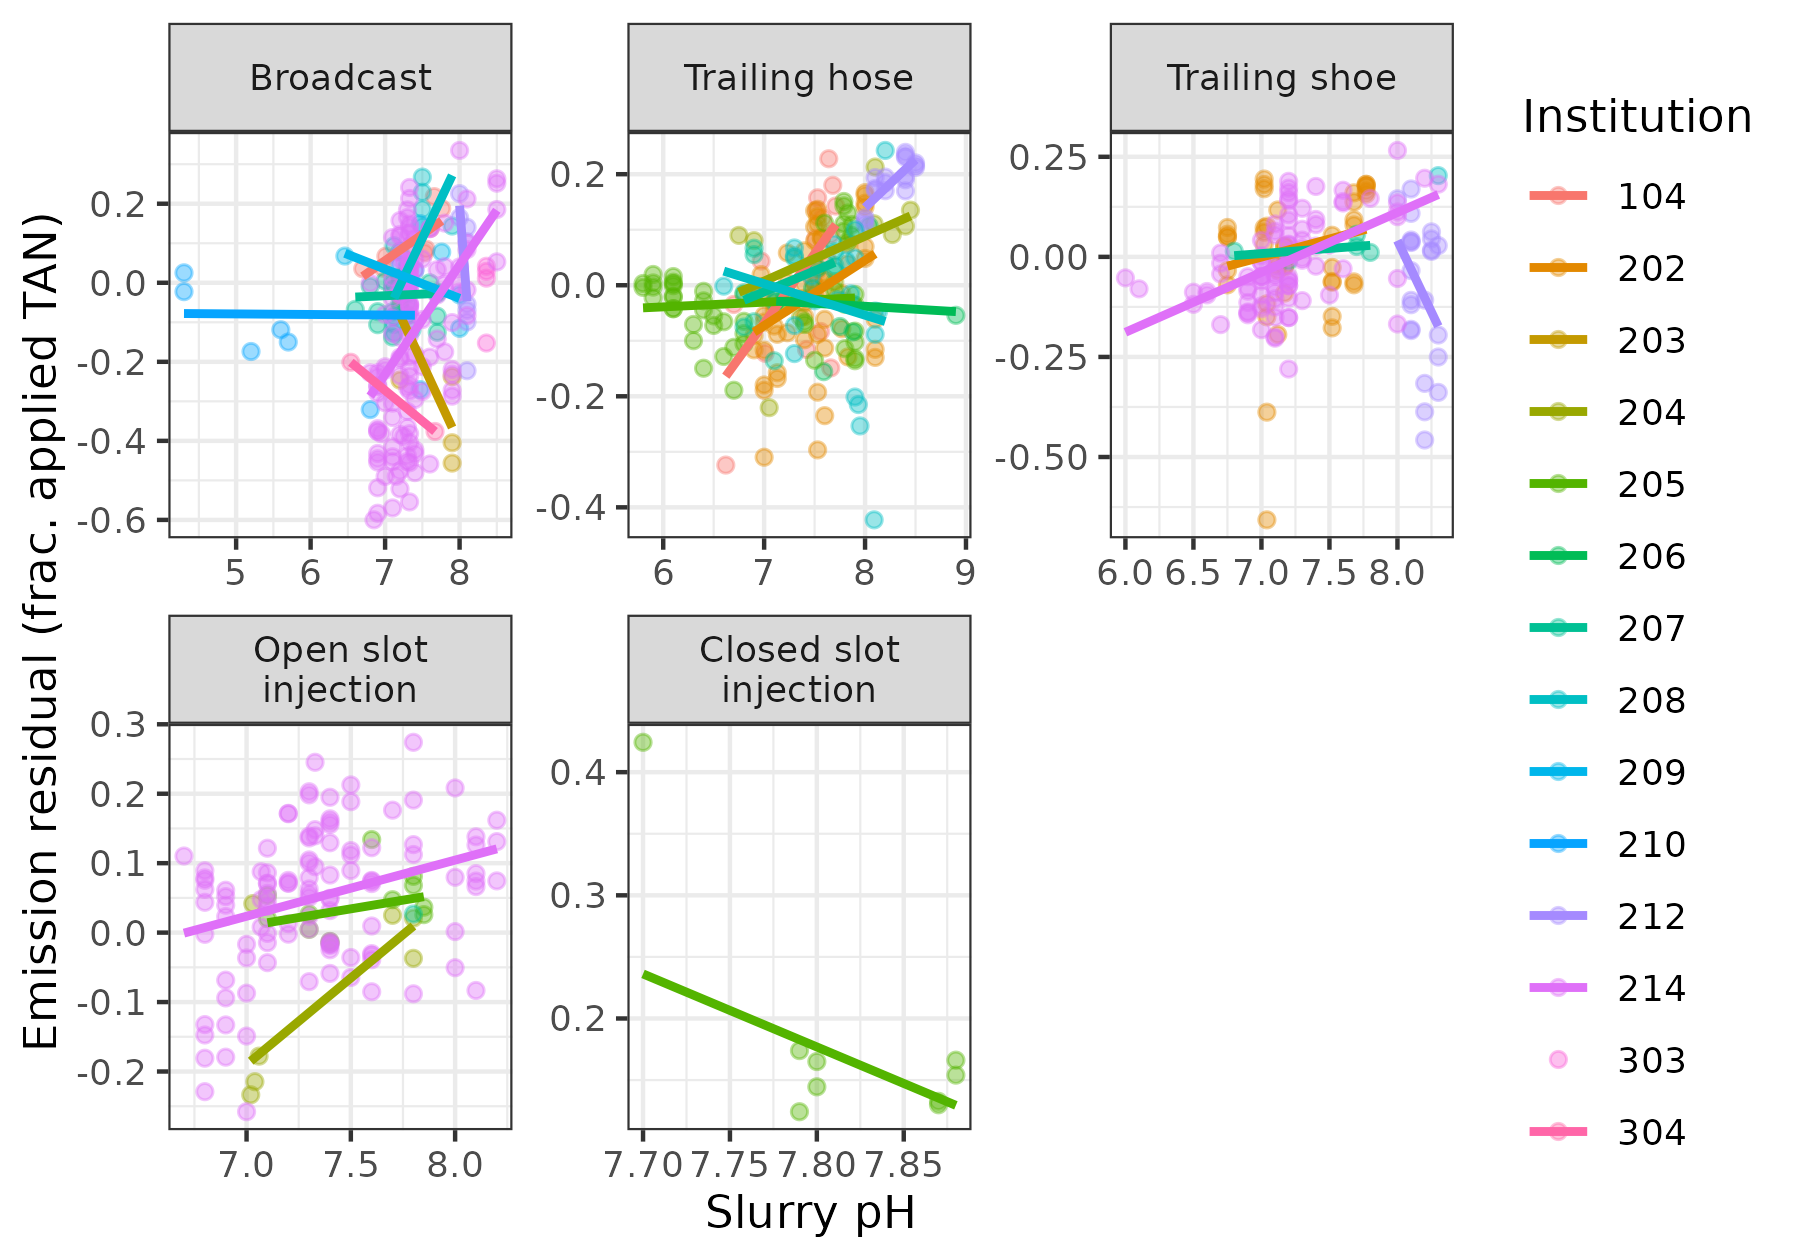 Broadcast
Trailing hose
Trailing shoe
0.2
0.0
-0.2
-0.4
-0.6
5 6 7 8
0.2
0.0
-0.2
-0.4
6 7 8 9
0.25
0.00
-0.25
-0.50
6.0 6.5 7.0 7.5 8.0
Open slot
injection
Closed slot
injection
0.3
0.2
0.1
0.0
-0.1
-0.2
7.0 7.5 8.0
0.4
0.3
0.2
7.70 7.75 7.80 7.85
Slurry pH
Emission residual (frac. applied TAN)
Institution
104
202
203
204
205
206
207
208
209
210
212
214
303
304